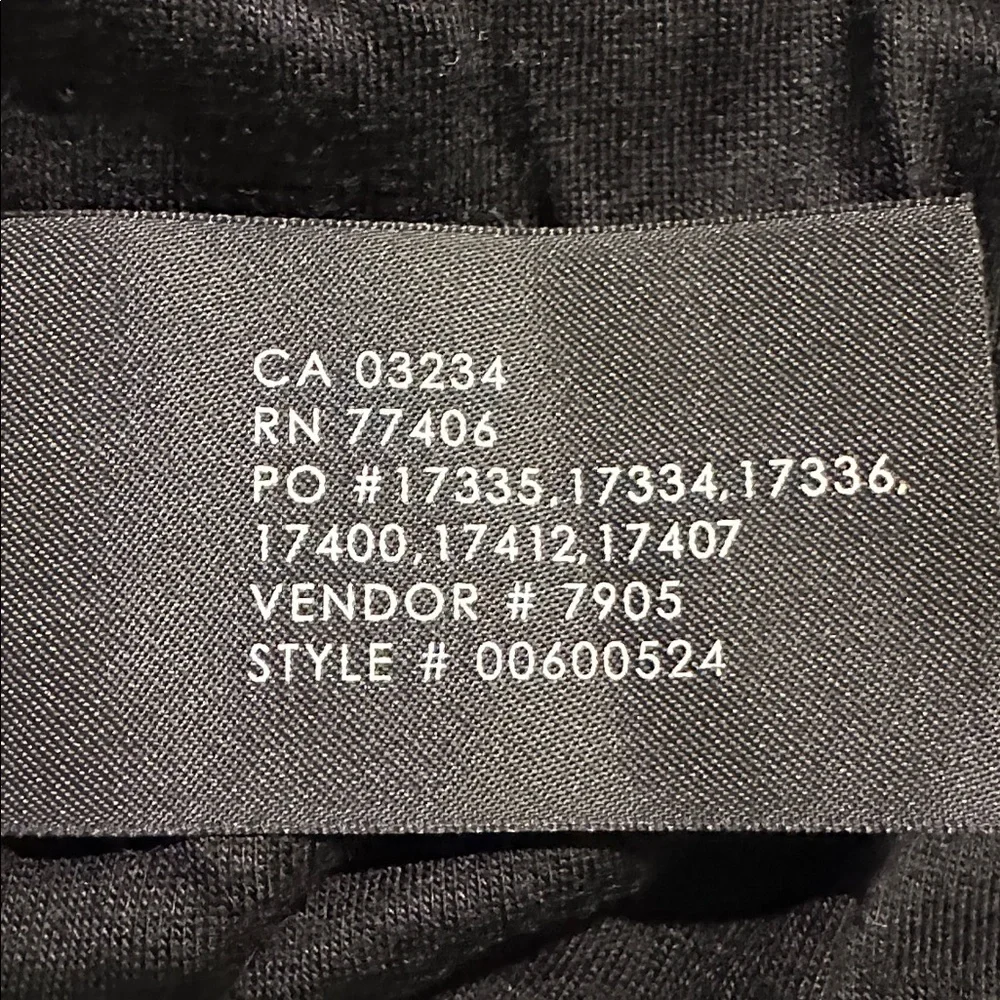 CA 03234
RN 77406
PO #17335,17334,17336,
17400,17412,17407
VENDOR # 7905
STYLE # 00600524